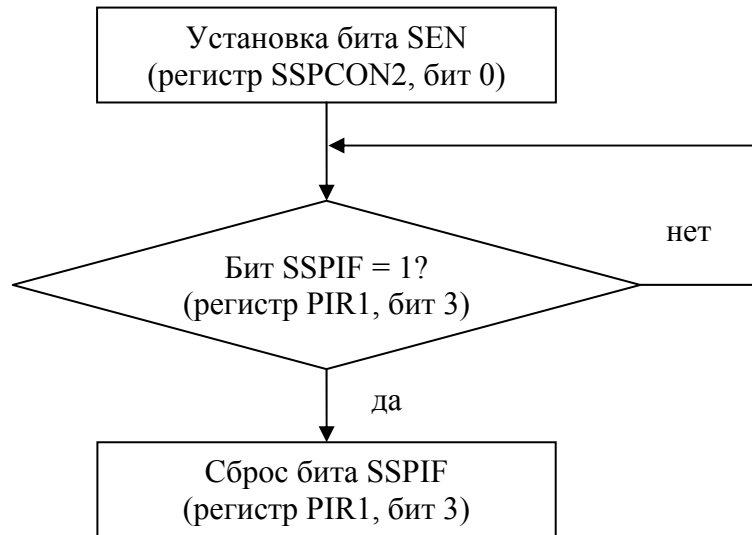 Установка бита SEN
(регистр SSPCON2, бит 0)
нет
Бит SSPIF = 1?
(регистр PIR1, бит 3)
да
Сброс бита SSPIF
(регистр PIR1, бит 3)